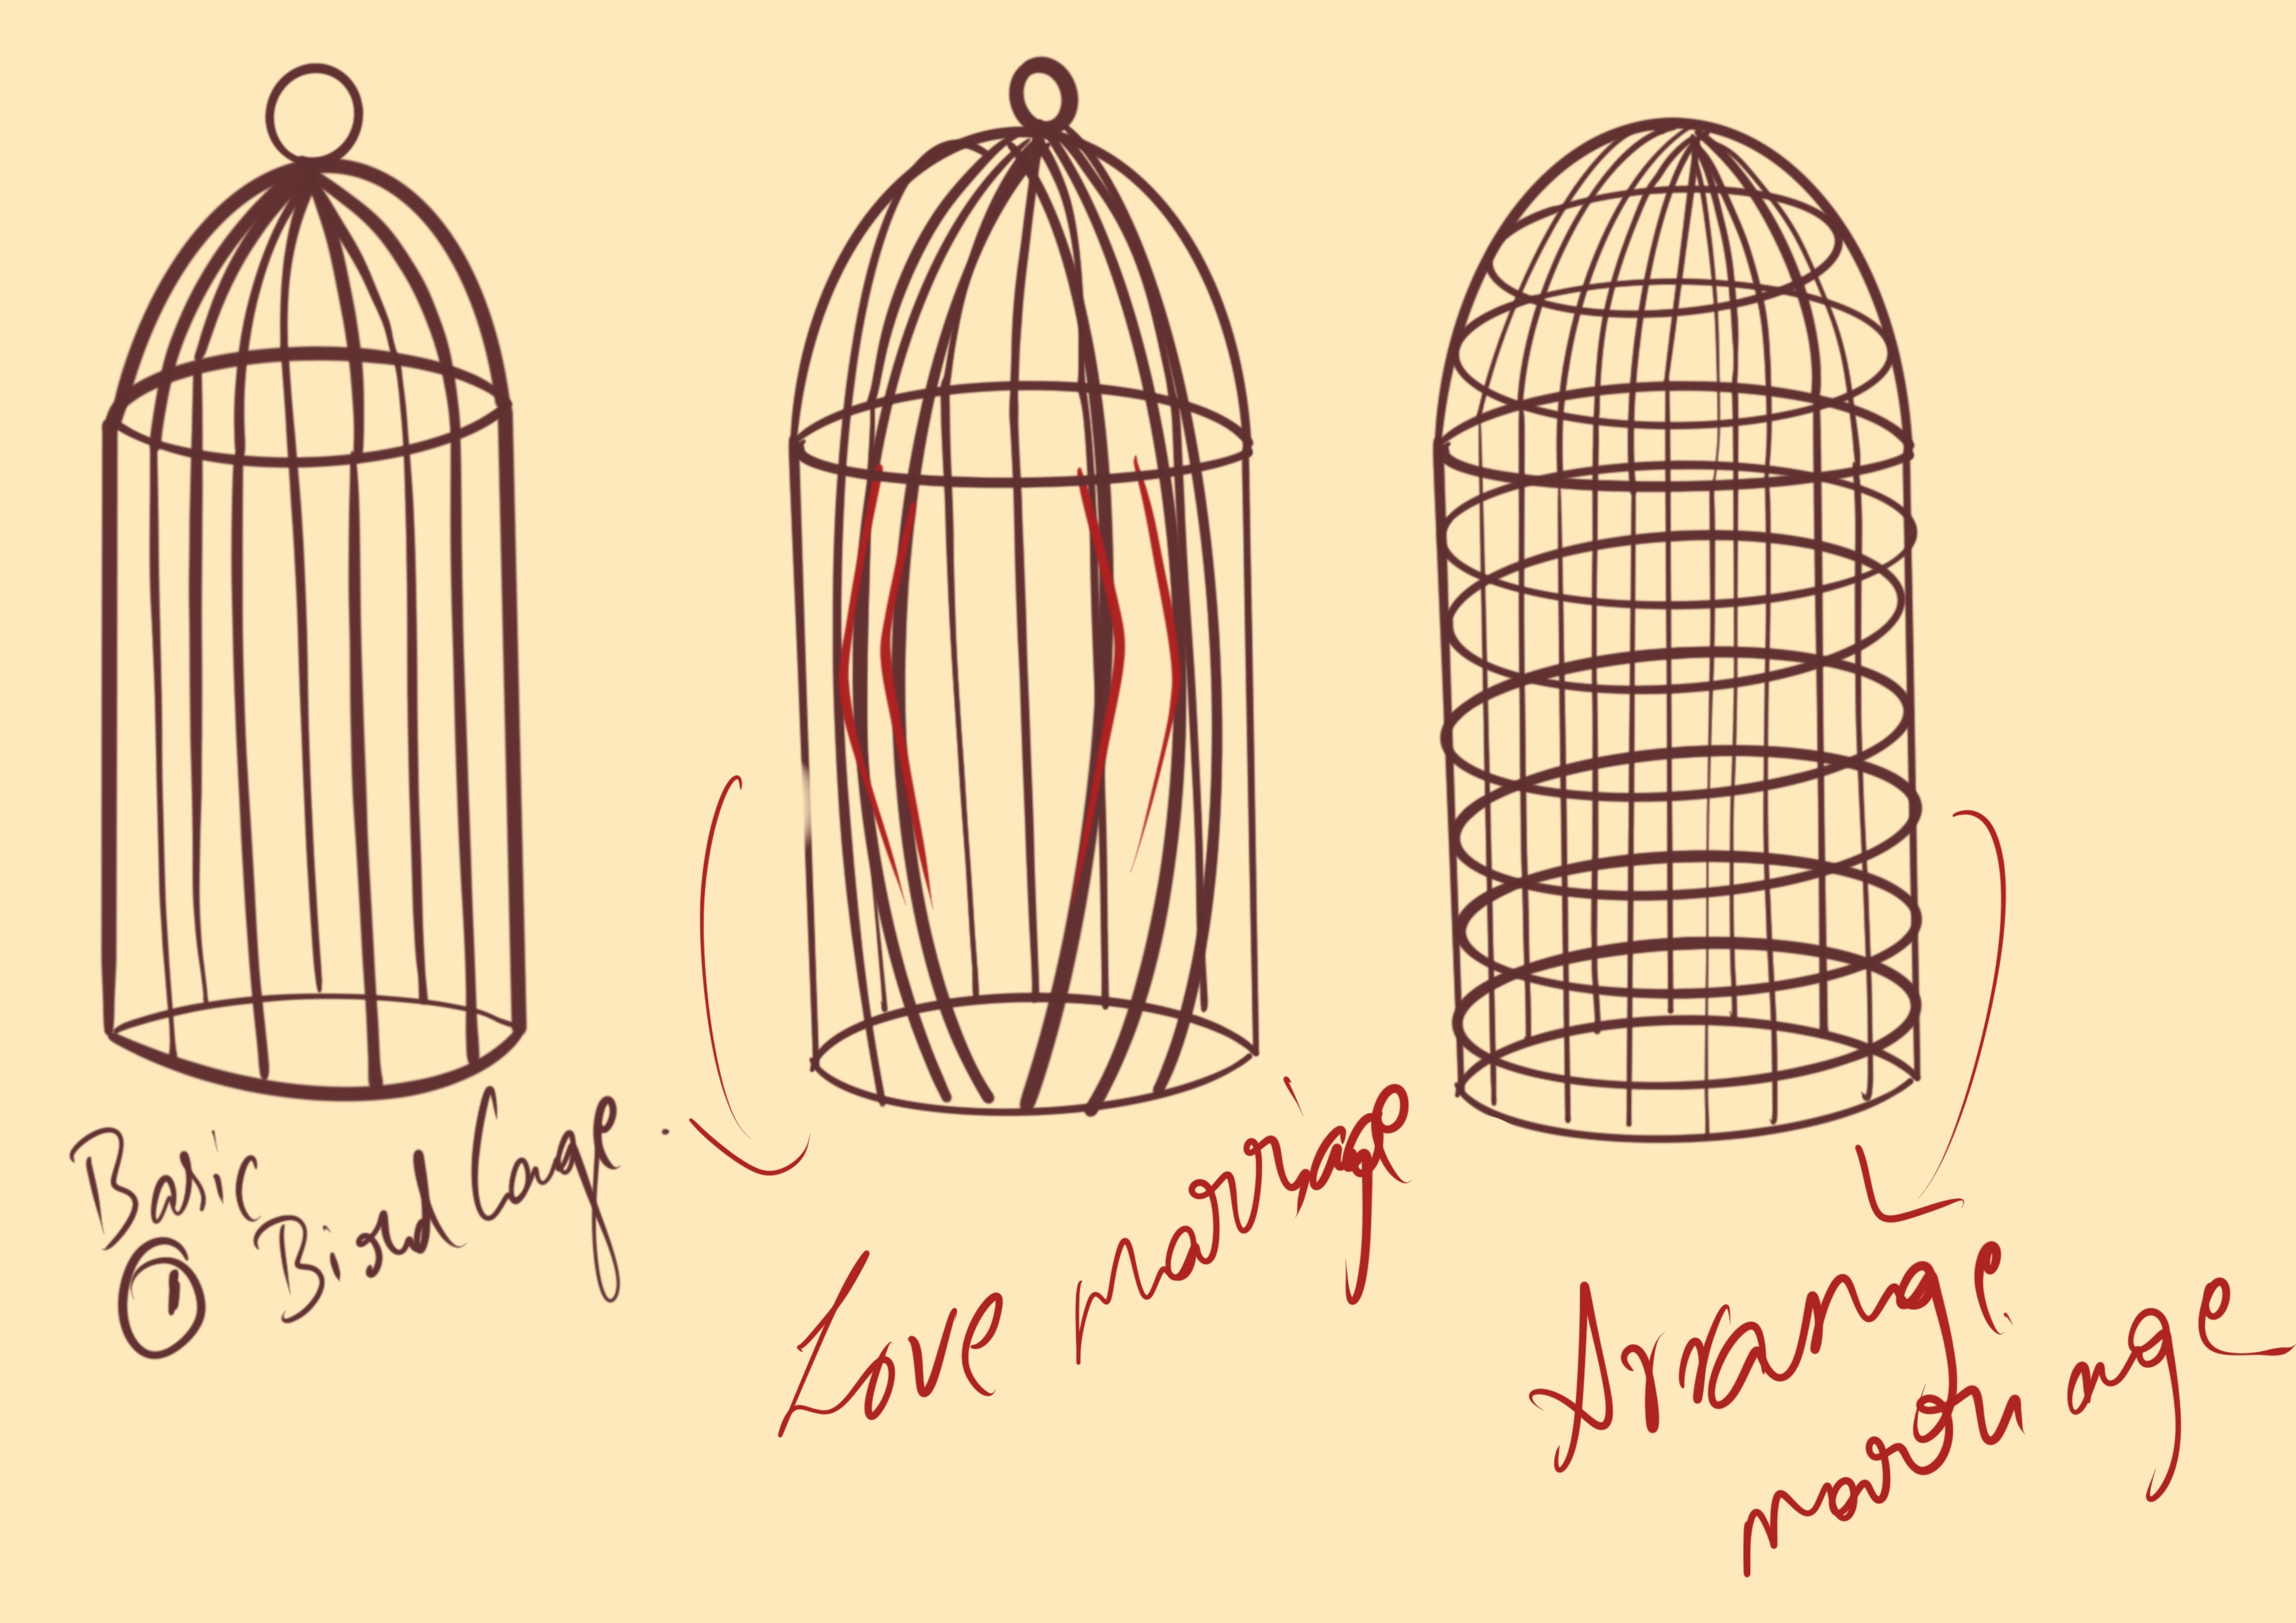 Basic
Bird Cage.
1
Love marriage
Arrange
marriage